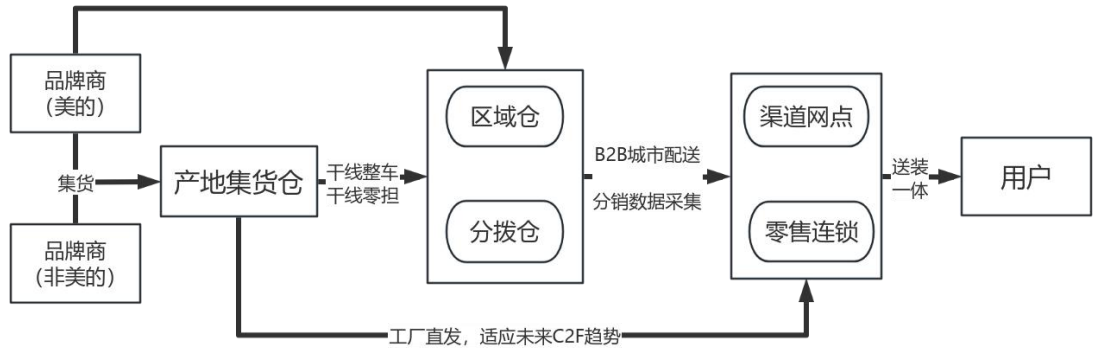 品牌商
（美的）
集货
品牌商
（非美的）
产地集货仓
干线整车
干线零担
区域仓
分拨仓
B2B城市配送
分销数据采集
渠道网点
零售连锁
送装
一体
用户
工厂直发，适应未来C2F趋势